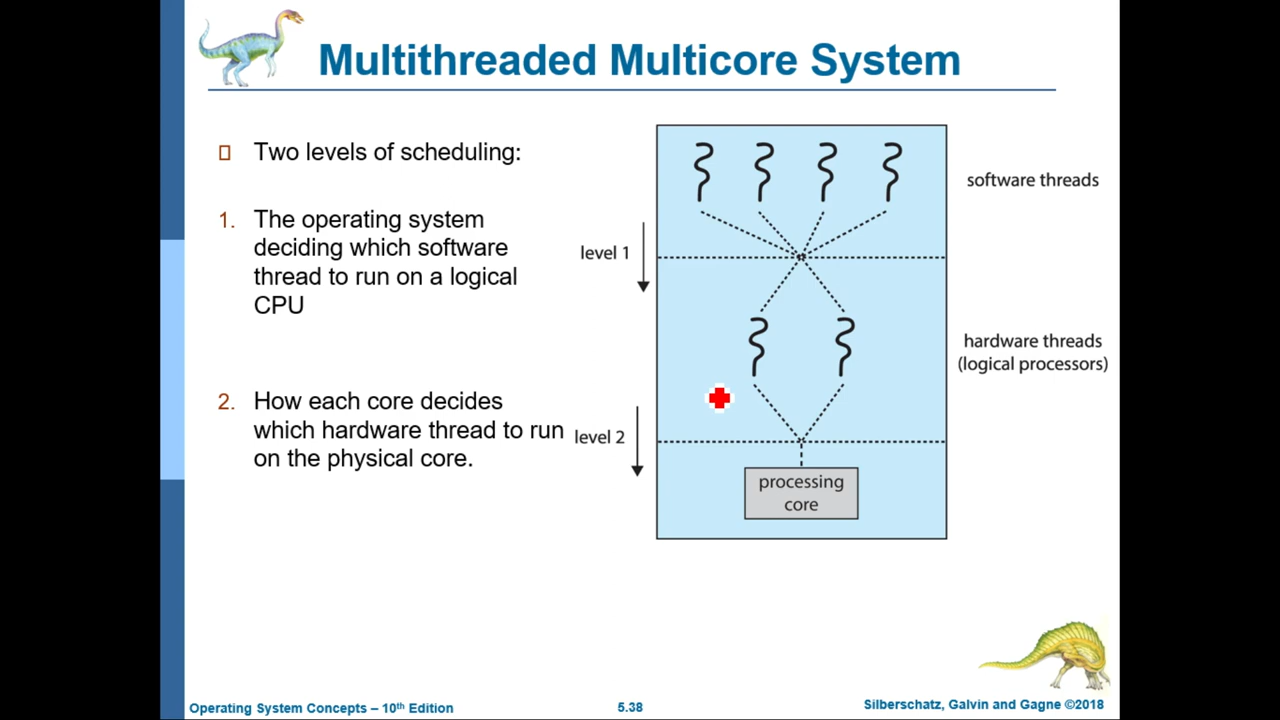 Multithreaded Multicore System
Two levels of scheduling:
1. The operating system
deciding which software
thread to run on a logical
CPU
2. How each core decides
which hardware thread to run
on the physical core.
software threads
level 1
hardware threads
(logical processors)
level 2
processing
core
Operating System Concepts – 10th Edition
5.38
Silberschatz, Galvin and Gagne ©2018